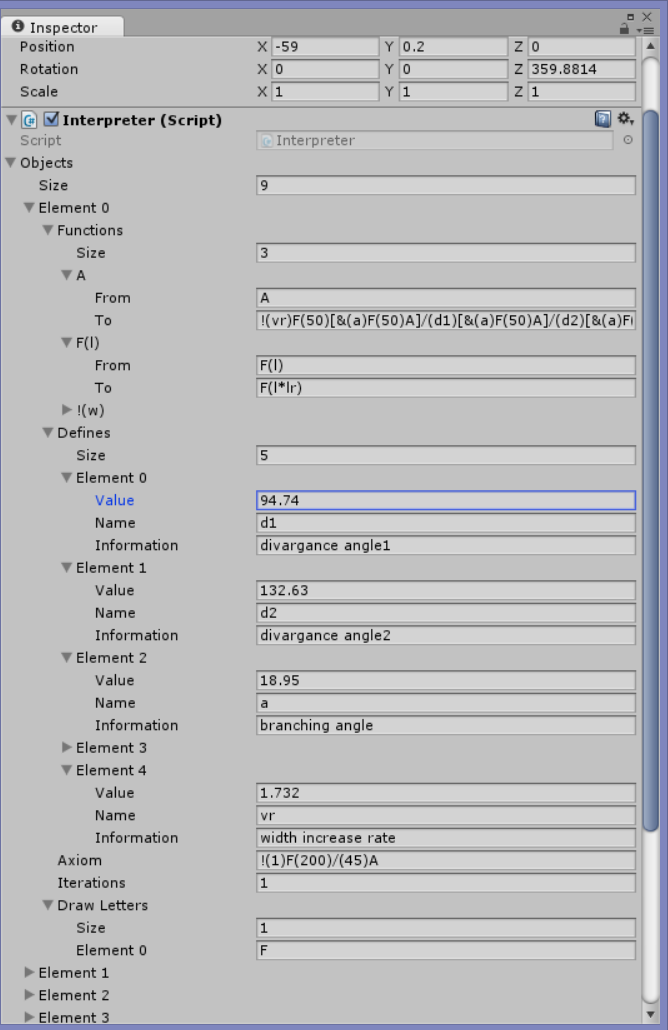 Inspector
Position X -59 Y 0.2 Z 0
Rotation X 0 Y 0 Z 359.8814
Scale X 1 Y 1 Z 1
Interpreter (Script)
Script Interpreter
Objects
Size 9
Element 0
Functions
Size 3
A
From A
To !(vr)F(50)[&(a)F(50)A]/(d1)[&(a)F(50)A]/(d2)[&(a)F(
F(l)
From F(l)
To F(l*lr)
!(w)
Defines
Size 5
Element 0
Value 94.74
Name d1
Information divargance angle1
Element 1
Value 132.63
Name d2
Information divargance angle2
Element 2
Value 18.95
Name a
Information branching angle
Element 3
Element 4
Value 1.732
Name vr
Information width increase rate
Axiom !(1)F(200)/(45)A
Iterations 1
Draw Letters
Size 1
Element 0 F
Element 1
Element 2
Element 3